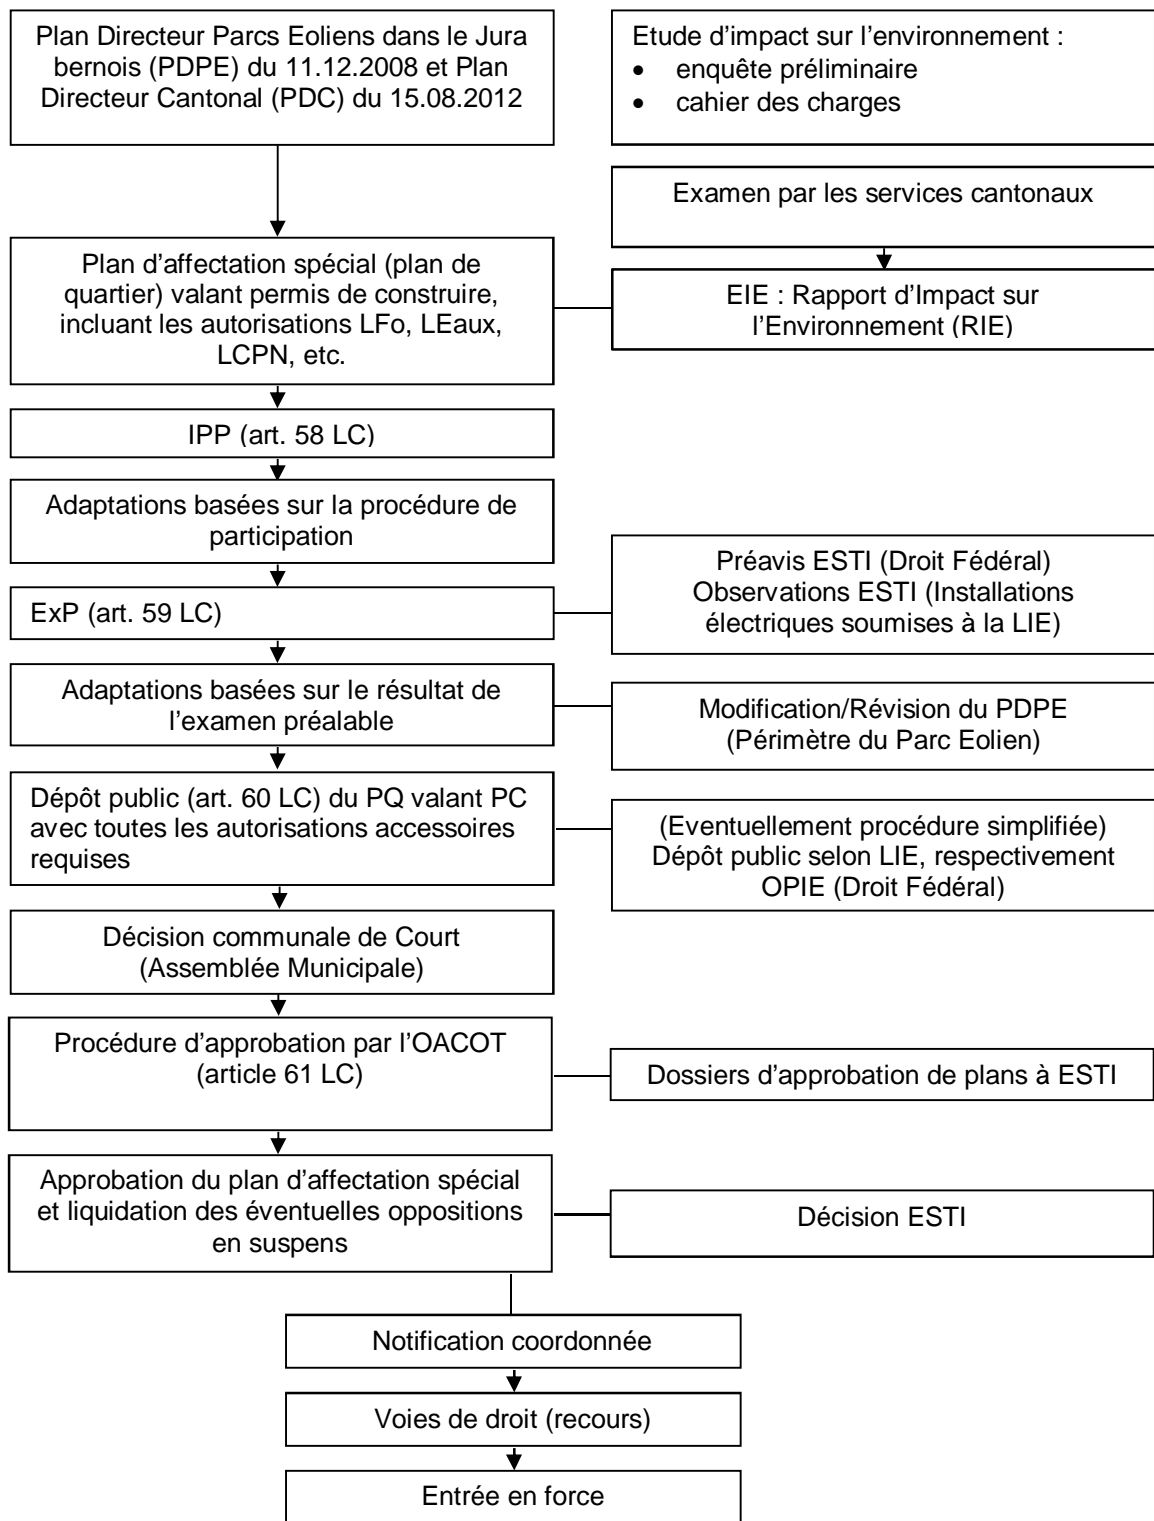 Plan Directeur Parcs Eoliens dans le Jura
bernois (PDPE) du 11.12.2008 et Plan
Directeur Cantonal (PDC) du 15.08.2012
Etude d’impact sur l’environnement :
• enquête préliminaire
• cahier des charges
Examen par les services cantonaux
Plan d’affectation spécial (plan de
quartier) valant permis de construire,
incluant les autorisations LFo, LEaux,
LCPN, etc.
EIE : Rapport d’Impact sur
l’Environnement (RIE)
IPP (art. 58 LC)
Adaptations basées sur la procédure de
participation
ExP (art. 59 LC)
Préavis ESTI (Droit Fédéral)
Observations ESTI (Installations
électriques soumises à la LIE)
Adaptations basées sur le résultat de
l’examen préalable
Modification/Révision du PDPE
(Périmètre du Parc Eolien)
Dépôt public (art. 60 LC) du PQ valant PC
avec toutes les autorisations accessoires
requises
(Eventuellement procédure simplifiée)
Dépôt public selon LIE, respectivement
OPIE (Droit Fédéral)
Décision communale de Court
(Assemblée Municipale)
Procédure d’approbation par l’OACOT
(article 61 LC)
Dossiers d’approbation de plans à ESTI
Approbation du plan d’affectation spécial
et liquidation des éventuelles oppositions
en suspens
Décision ESTI
Notification coordonnée
Voies de droit (recours)
Entrée en force